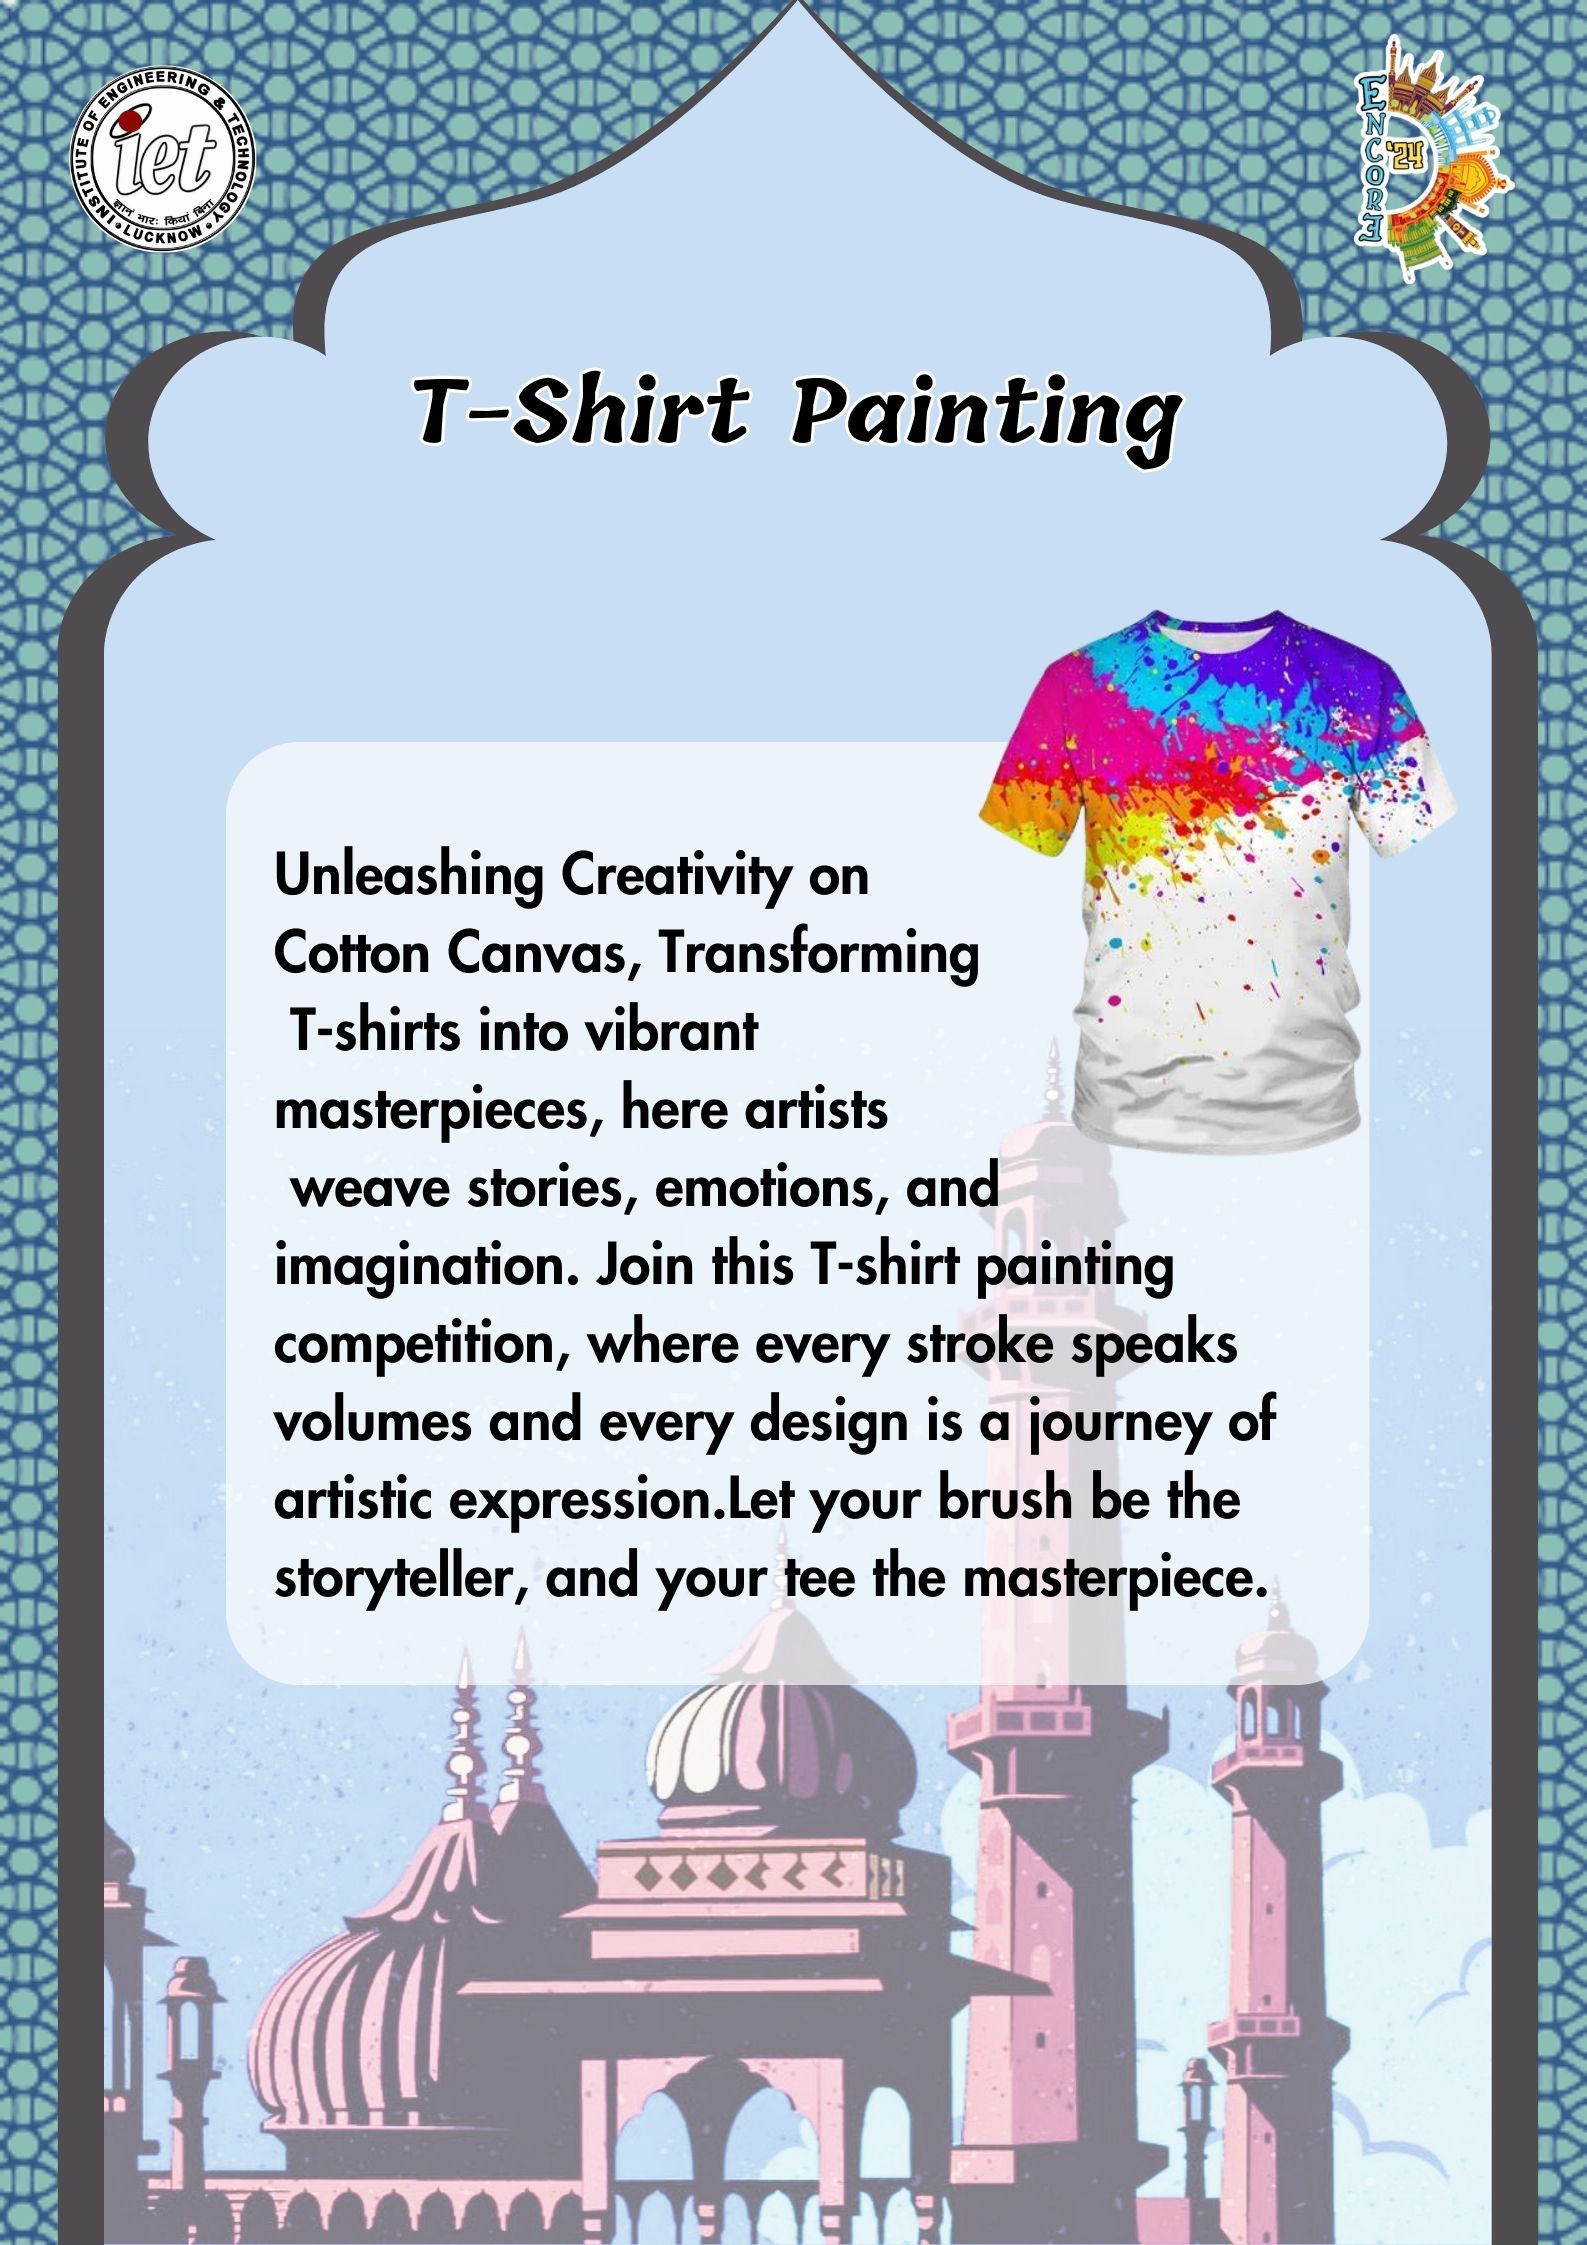 INSTITUTE OF ENGINEERING & TECHNOLOGY
iet
• LUCKNOW •
ENCORE
'24
T-Shirt Painting
Unleashing Creativity on
Cotton Canvas, Transforming
T-shirts into vibrant
masterpieces, here artists
weave stories, emotions, and
imagination. Join this T-shirt painting
competition, where every stroke speaks
volumes and every design is a journey of
artistic expression.Let your brush be the
storyteller, and your tee the masterpiece.